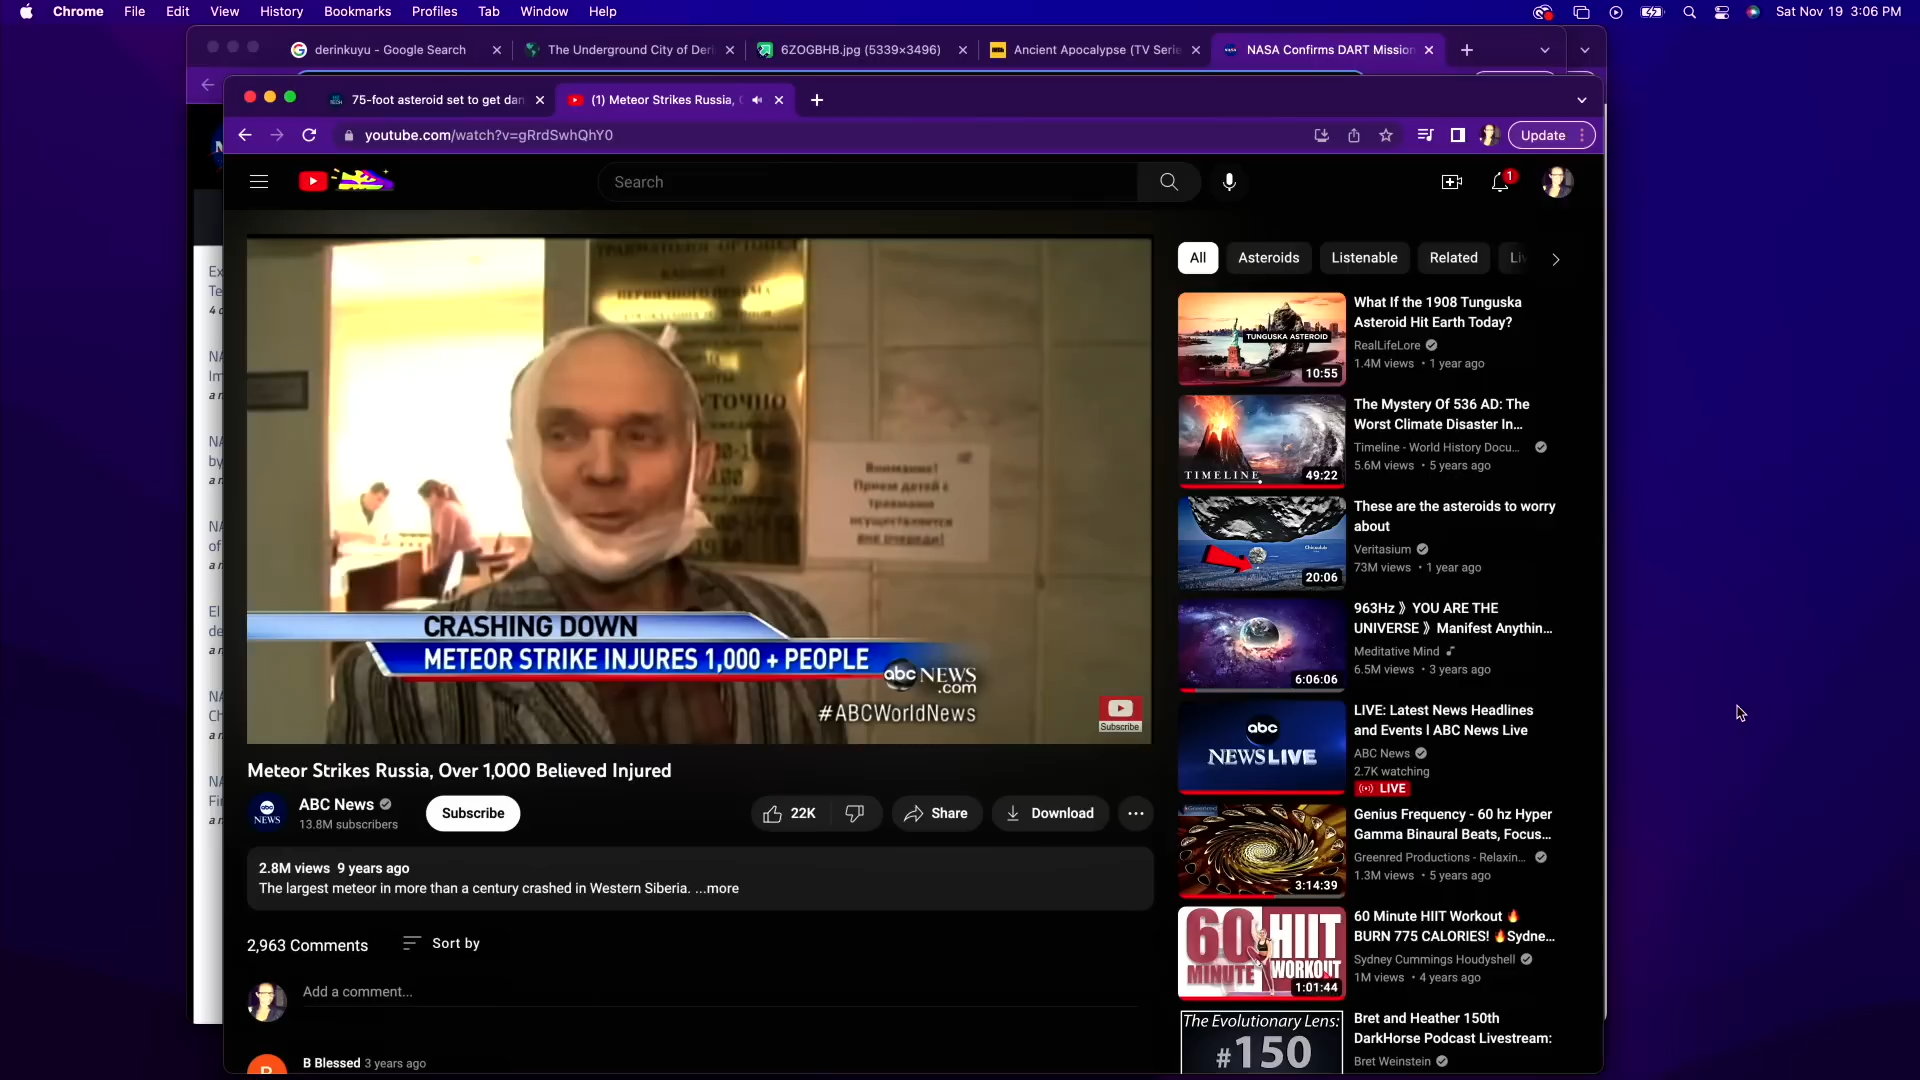 Chrome File Edit View History Bookmarks Profiles Tab Window Help
Sat Nov 19 3:06 PM
derinkuyu - Google Search
The Underground City of Deri
6ZOGBHB.jpg (5339×3496)
Ancient Apocalypse (TV Serie
NASA Confirms DART Mission
75-foot asteroid set to get dan
(1) Meteor Strikes Russia,
youtube.com/watch?v=gRrdSwhQhY0
Update
Search
1
УТОЧНО
Внимание!
Прием детей с
травмами
осуществляется
вне очереди!
CRASHING DOWN
METEOR STRIKE INJURES 1,000 + PEOPLE
abc NEWS
.com
#ABCWorldNews
Subscribe
Meteor Strikes Russia, Over 1,000 Believed Injured
ABC News
13.8M subscribers
Subscribe
22K
Share
Download
2.8M views 9 years ago
The largest meteor in more than a century crashed in Western Siberia. ...more
2,963 Comments
Sort by
Add a comment...
B Blessed 3 years ago
All
Asteroids
Listenable
Related
TUNGUSKA ASTEROID
10:55
What If the 1908 Tunguska
Asteroid Hit Earth Today?
RealLifeLore
1.4M views • 1 year ago
TIMELINE
49:22
The Mystery Of 536 AD: The
Worst Climate Disaster In...
Timeline - World History Docu...
5.6M views • 5 years ago
20:06
These are the asteroids to worry
about
Veritasium
73M views • 1 year ago
6:06:06
963Hz 》YOU ARE THE
UNIVERSE 》Manifest Anythin...
Meditative Mind
6.5M views • 3 years ago
abc
NEWS LIVE
LIVE: Latest News Headlines
and Events l ABC News Live
ABC News
2.7K watching
LIVE
3:14:39
Genius Frequency - 60 hz Hyper
Gamma Binaural Beats, Focus...
Greenred Productions - Relaxin...
1.3M views • 5 years ago
60 HIIT
MINUTE WORKOUT
1:01:44
60 Minute HIIT Workout 🔥
BURN 775 CALORIES! 🔥Sydne...
Sydney Cummings Houdyshell
1M views • 4 years ago
The Evolutionary Lens:
#150
Bret and Heather 150th
DarkHorse Podcast Livestream:
Bret Weinstein